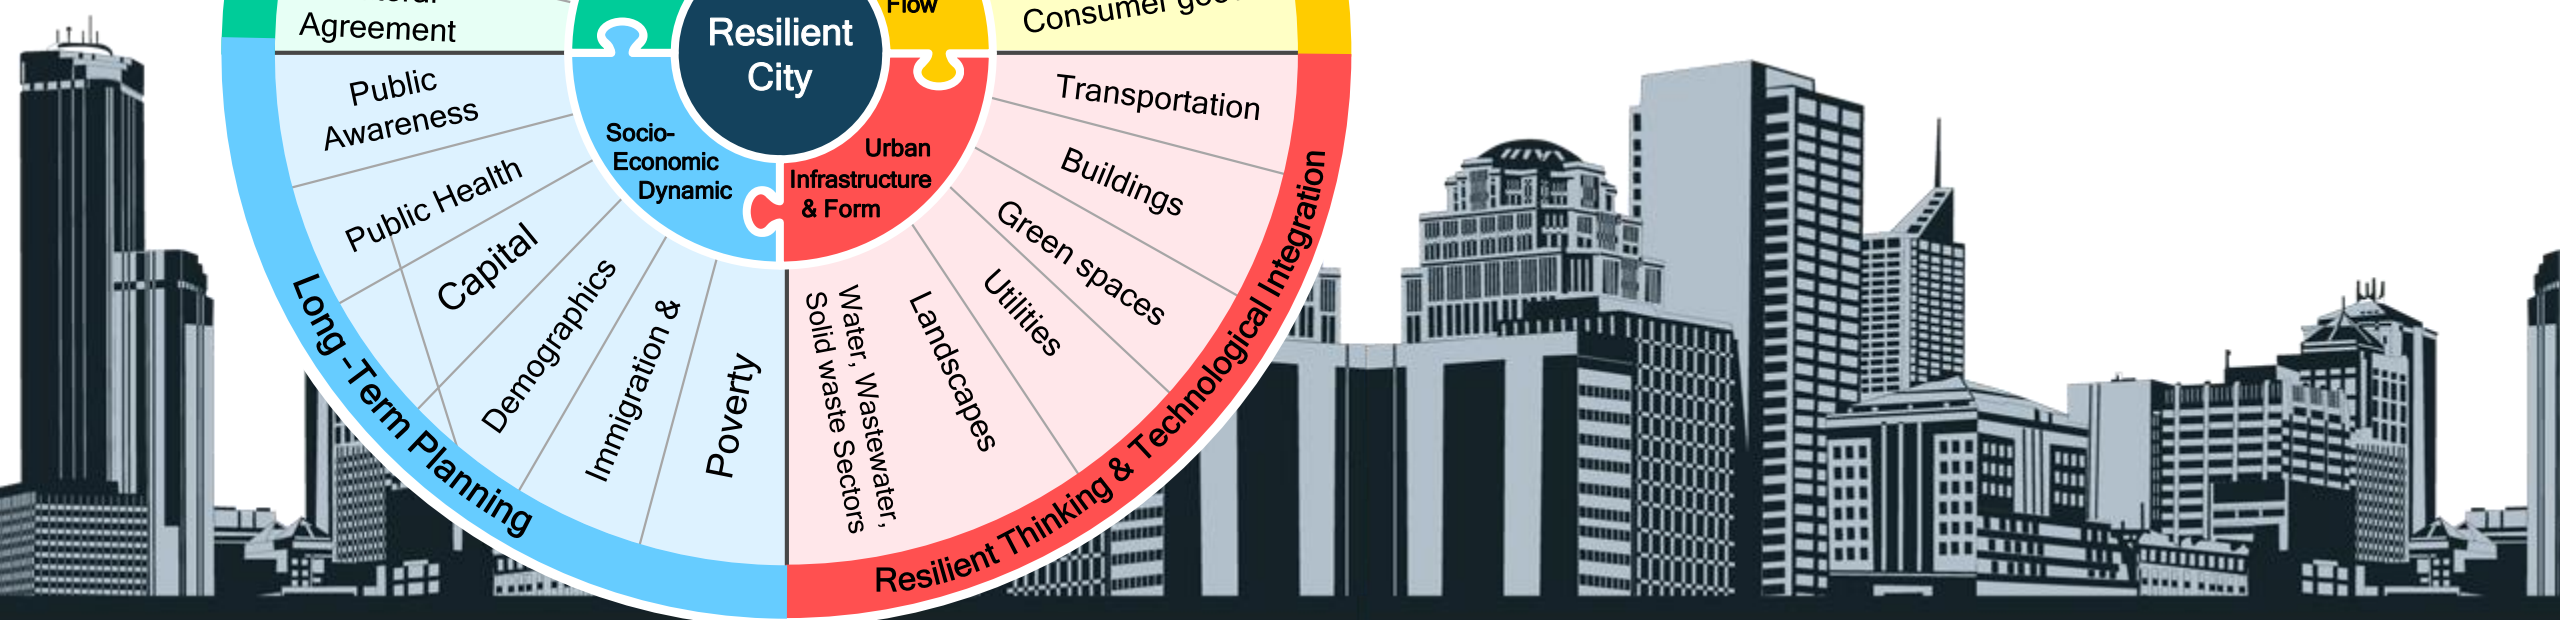 Agreement
Flow
Consumer
Resilient
City
Public
Awareness
Public Health
Capital
Demographics
Immigration &
Poverty
Socio-
Economic
Dynamic
Urban
Infrastructure
& Form
Transportation
Buildings
Green spaces
Utilities
Landscapes
Water, Wastewater,
Solid waste Sectors
Long -Term Planning
Resilient Thinking & Technological Integration